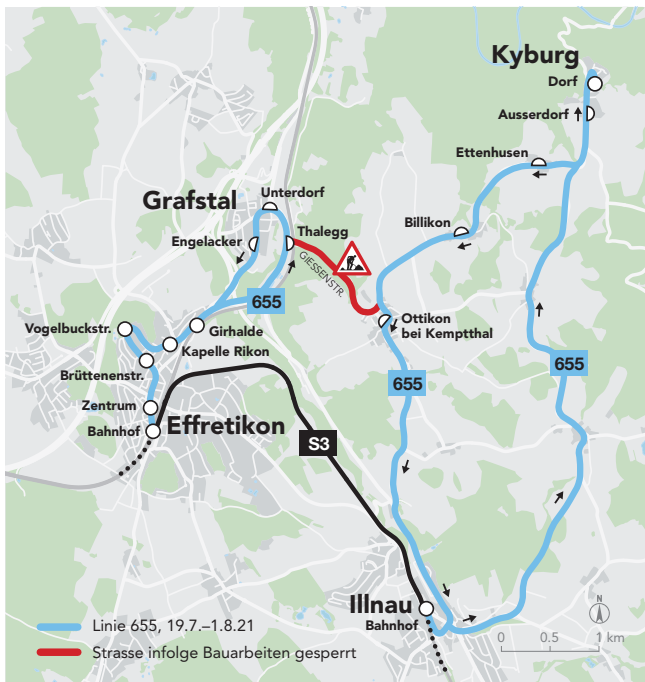 Kyburg
Dorf
Ausserdorf
Ettenhusen
Unterdorf
Grafstal
Billikon
Thalegg
Engelacker
GIESSENSTR.
655
Ottikon
bei Kemptthal
Vogelbuckstr.
Girhalde
Kapelle Rikon
655
655
Brüttenenstr.
Zentrum
Effretikon
Bahnhof
S3
Illnau
Bahnhof
N
Linie 655, 19.7.–1.8.21
0 0.5 1 km
Strasse infolge Bauarbeiten gesperrt